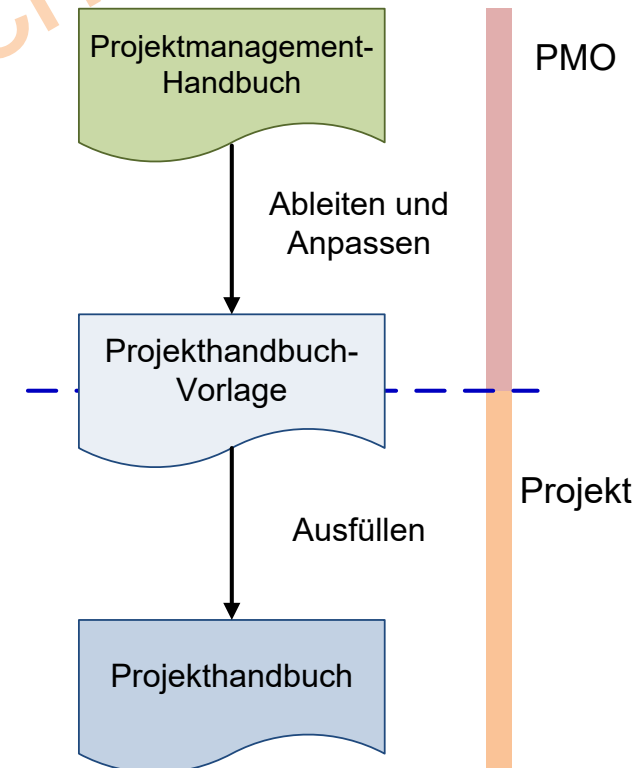 Projektmanagement-
Handbuch
PMO
Ableiten und
Anpassen
Projekthandbuch-
Vorlage
Projekt
Ausfüllen
Projekthandbuch